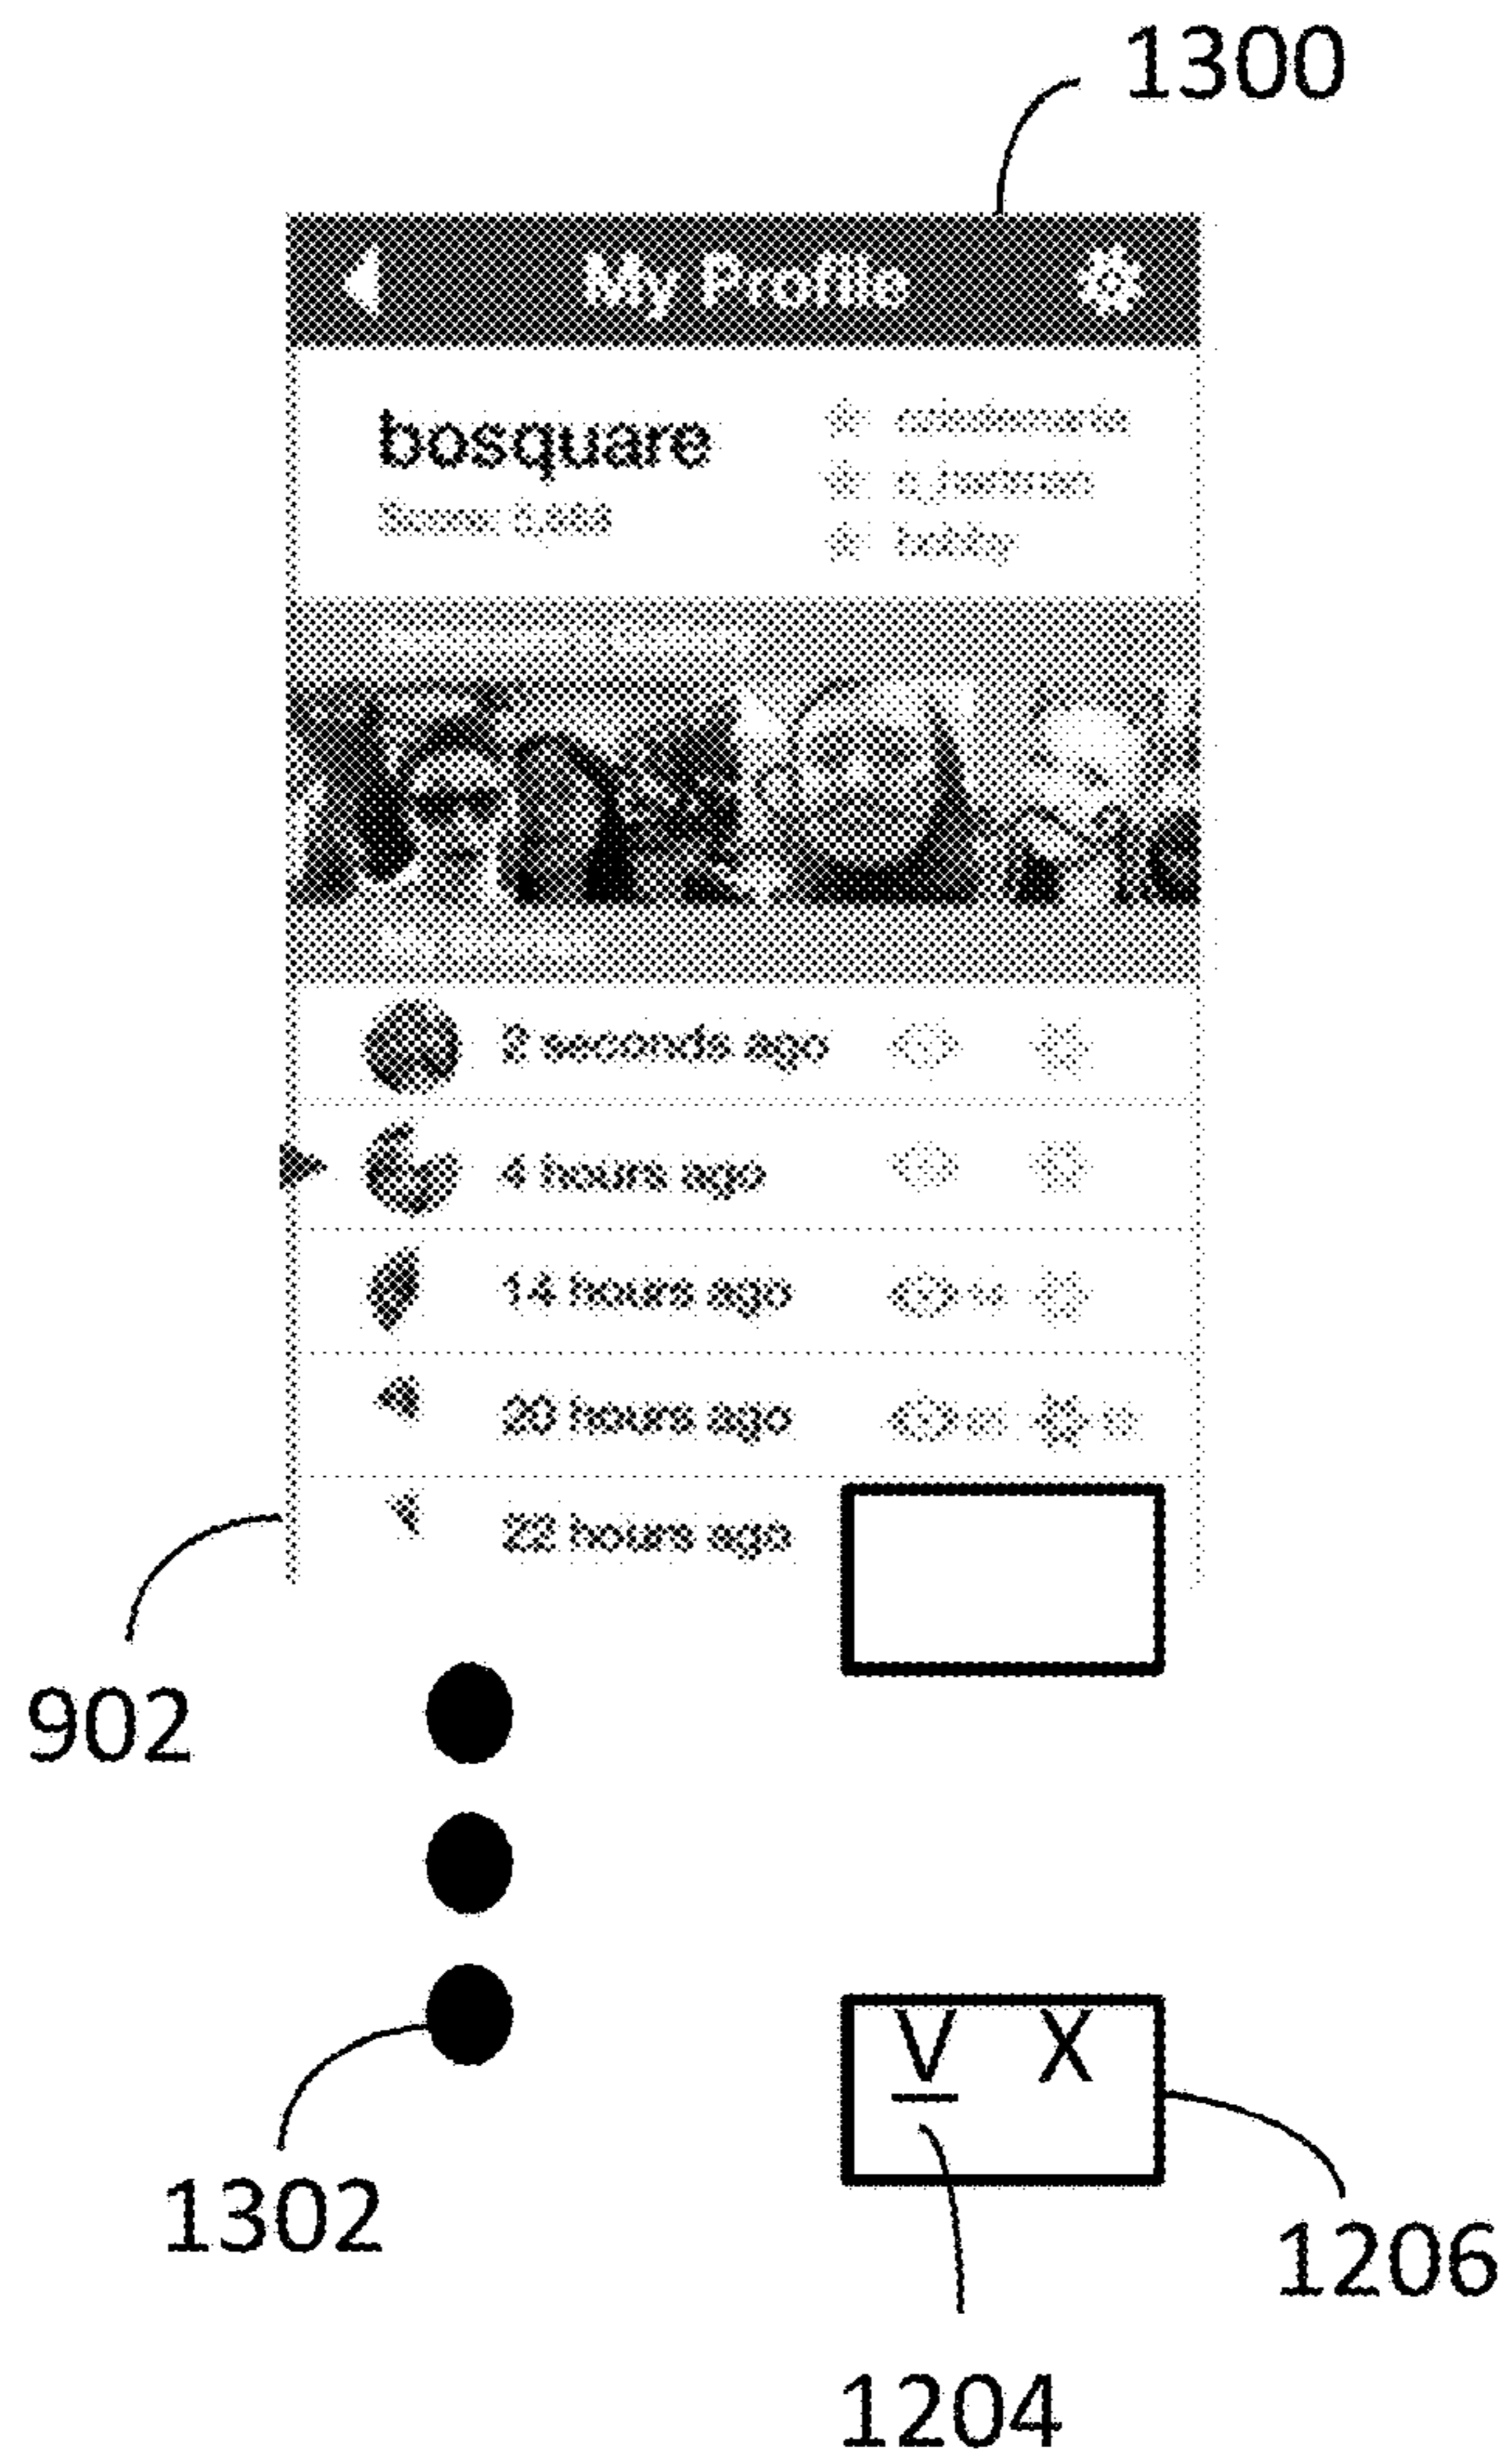 1300
My Profile
bosquare
bobby
2 seconds ago
4 hours ago
14 hours ago
20 hours ago
22 hours ago
902
V X
1302
1206
1204